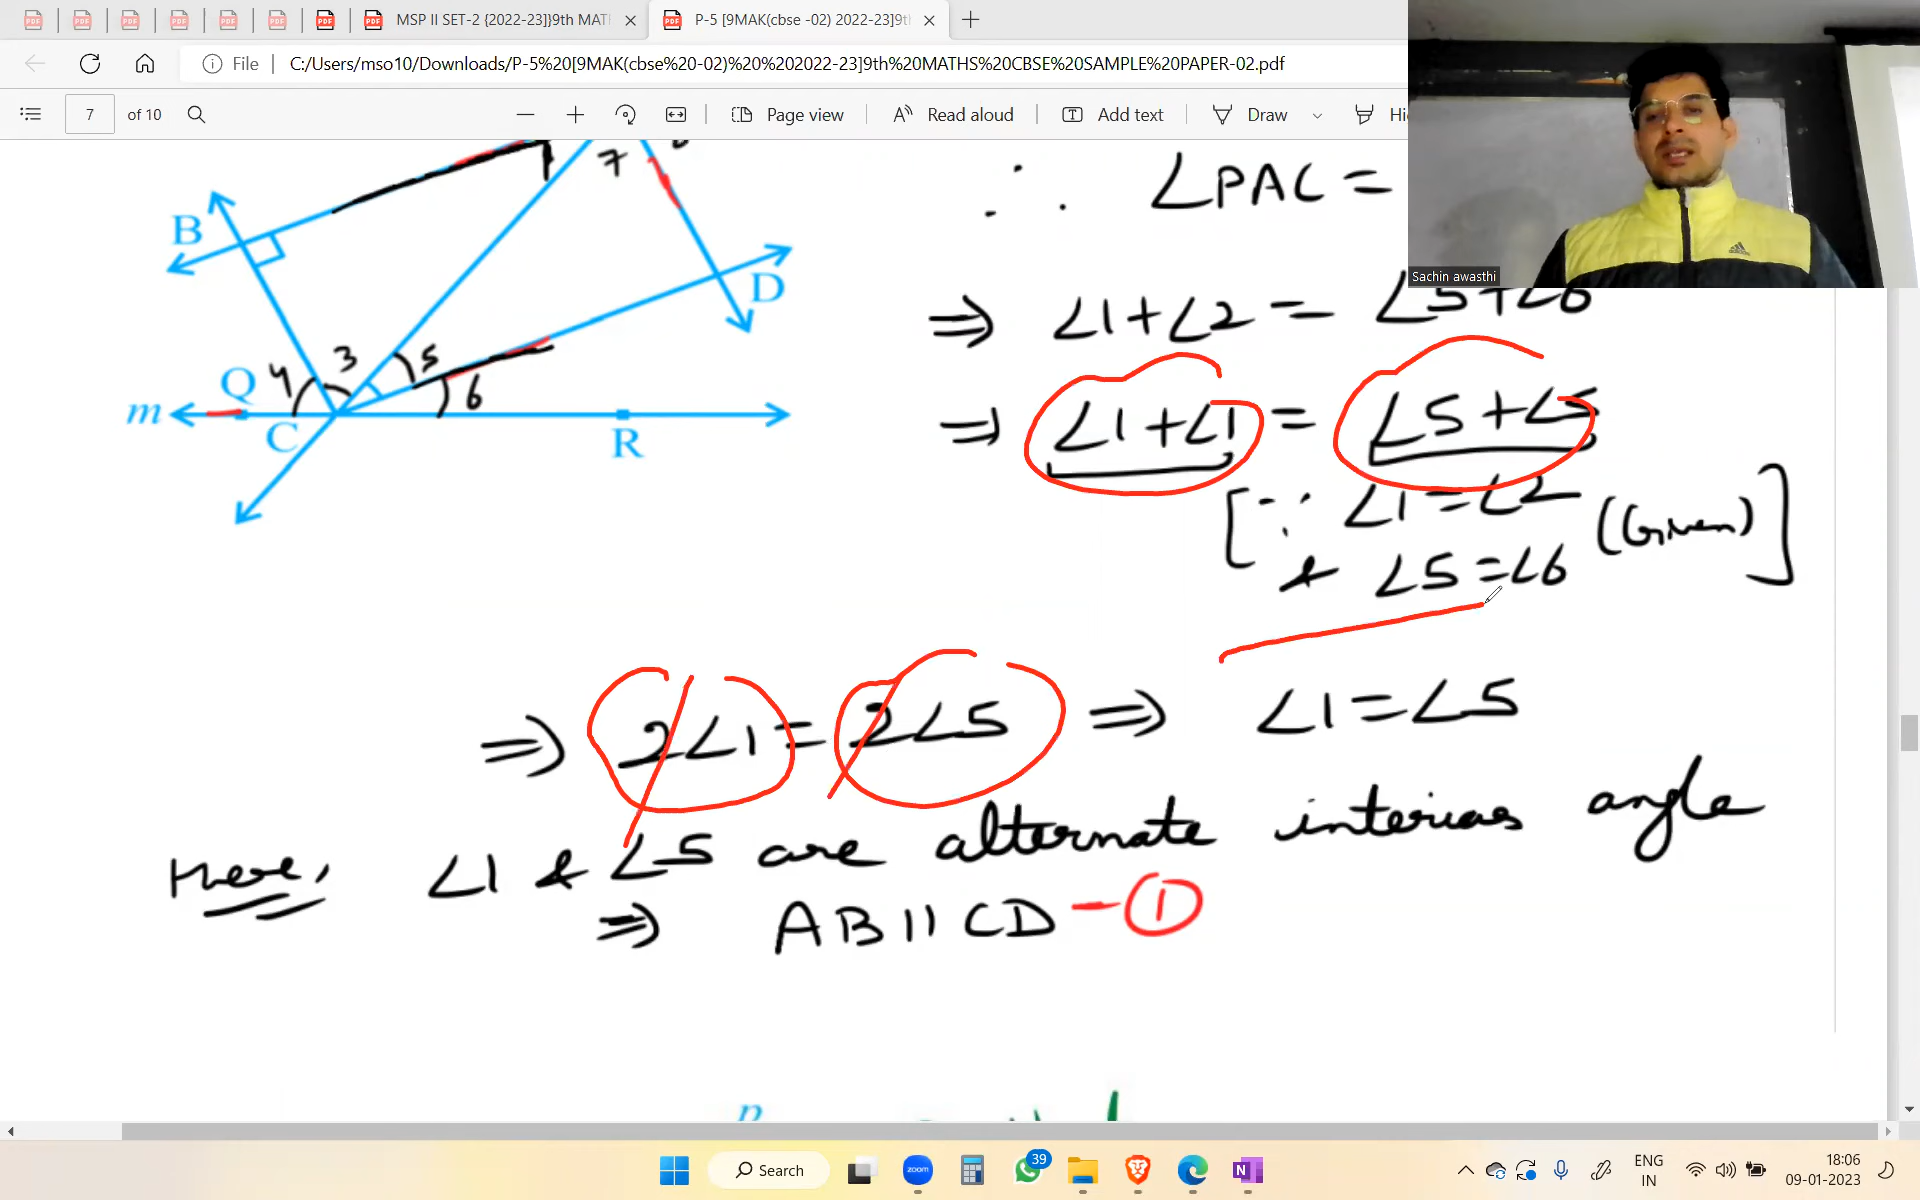 MSP II SET-2 {2022-23]}9th MAT
P-5 [9MAK(cbse -02) 2022-23]9t
File
C:/Users/mso10/Downloads/P-5%20[9MAK(cbse%20-02)%20%202022-23]9th%20MATHS%20CBSE%20SAMPLE%20PAPER-02.pdf
7 of 10
Page view
Read aloud
Add text
Draw
Hi
Sachin awasthi
7
B
D
4 3 5 6
Q
m
C
R
∴ ∠PAC =
⇒ ∠1+∠2 = ∠5+∠6
⇒ ∠1+∠1 = ∠5+∠5
[∵ ∠1=∠2
& ∠5=∠6 (Given)]
⇒ 2∠1 = 2∠5 ⇒ ∠1=∠5
Here, ∠1 & ∠5 are alternate interior angle
⇒ AB || CD - ①
p
Search
zoom
39
N
ENG
IN
18:06
09-01-2023